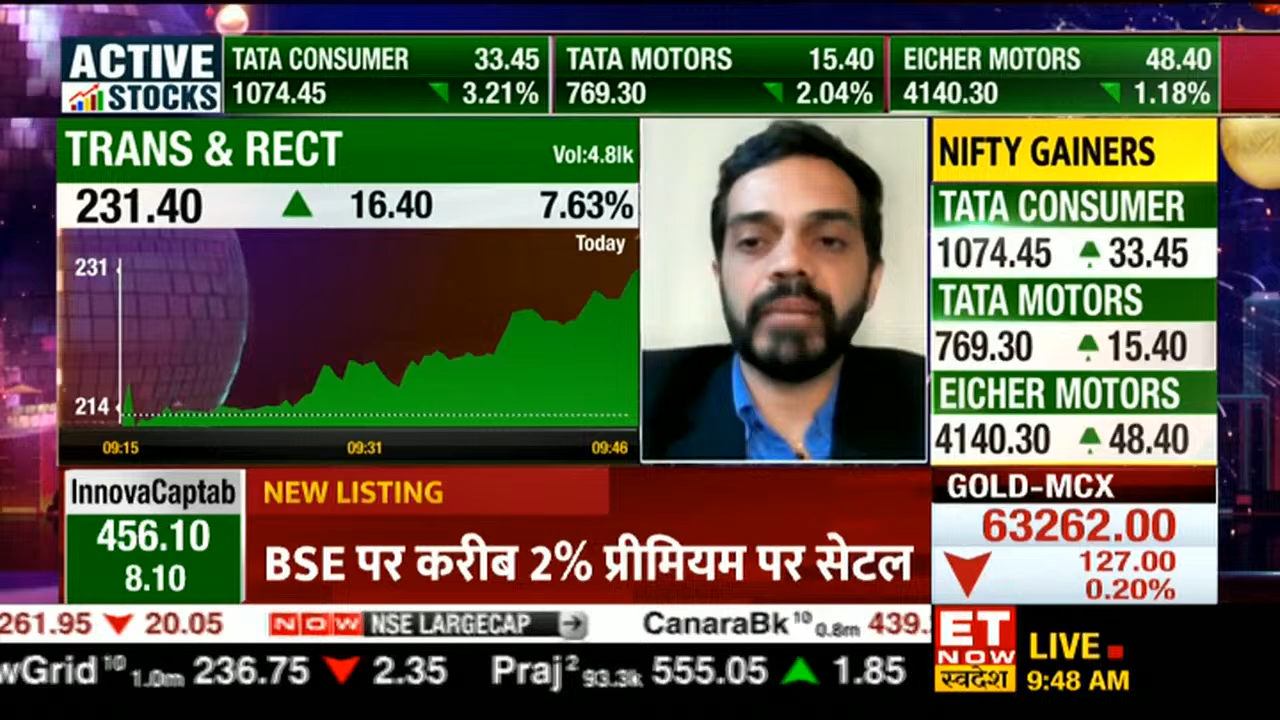 ACTIVE STOCKS
TATA CONSUMER 33.45
1074.45 3.21%
TATA MOTORS 15.40
769.30 2.04%
EICHER MOTORS 48.40
4140.30 1.18%
TRANS & RECT Vol:4.8lk
231.40 16.40 7.63%
Today
231
214
09:15 09:31 09:46
NIFTY GAINERS
TATA CONSUMER
1074.45 33.45
TATA MOTORS
769.30 15.40
EICHER MOTORS
4140.30 48.40
GOLD-MCX
63262.00
127.00
0.20%
InnovaCaptab
456.10
8.10
NEW LISTING
BSE पर करीब 2% प्रीमियम पर सेटल
261.95 20.05 NOW NSE LARGECAP CanaraBk 10 0.8m 439.
wGrid 10 1.0m 236.75 2.35 Praj 2 93.3k 555.05 1.85
ET
NOW
स्वदेश
LIVE
9:48 AM